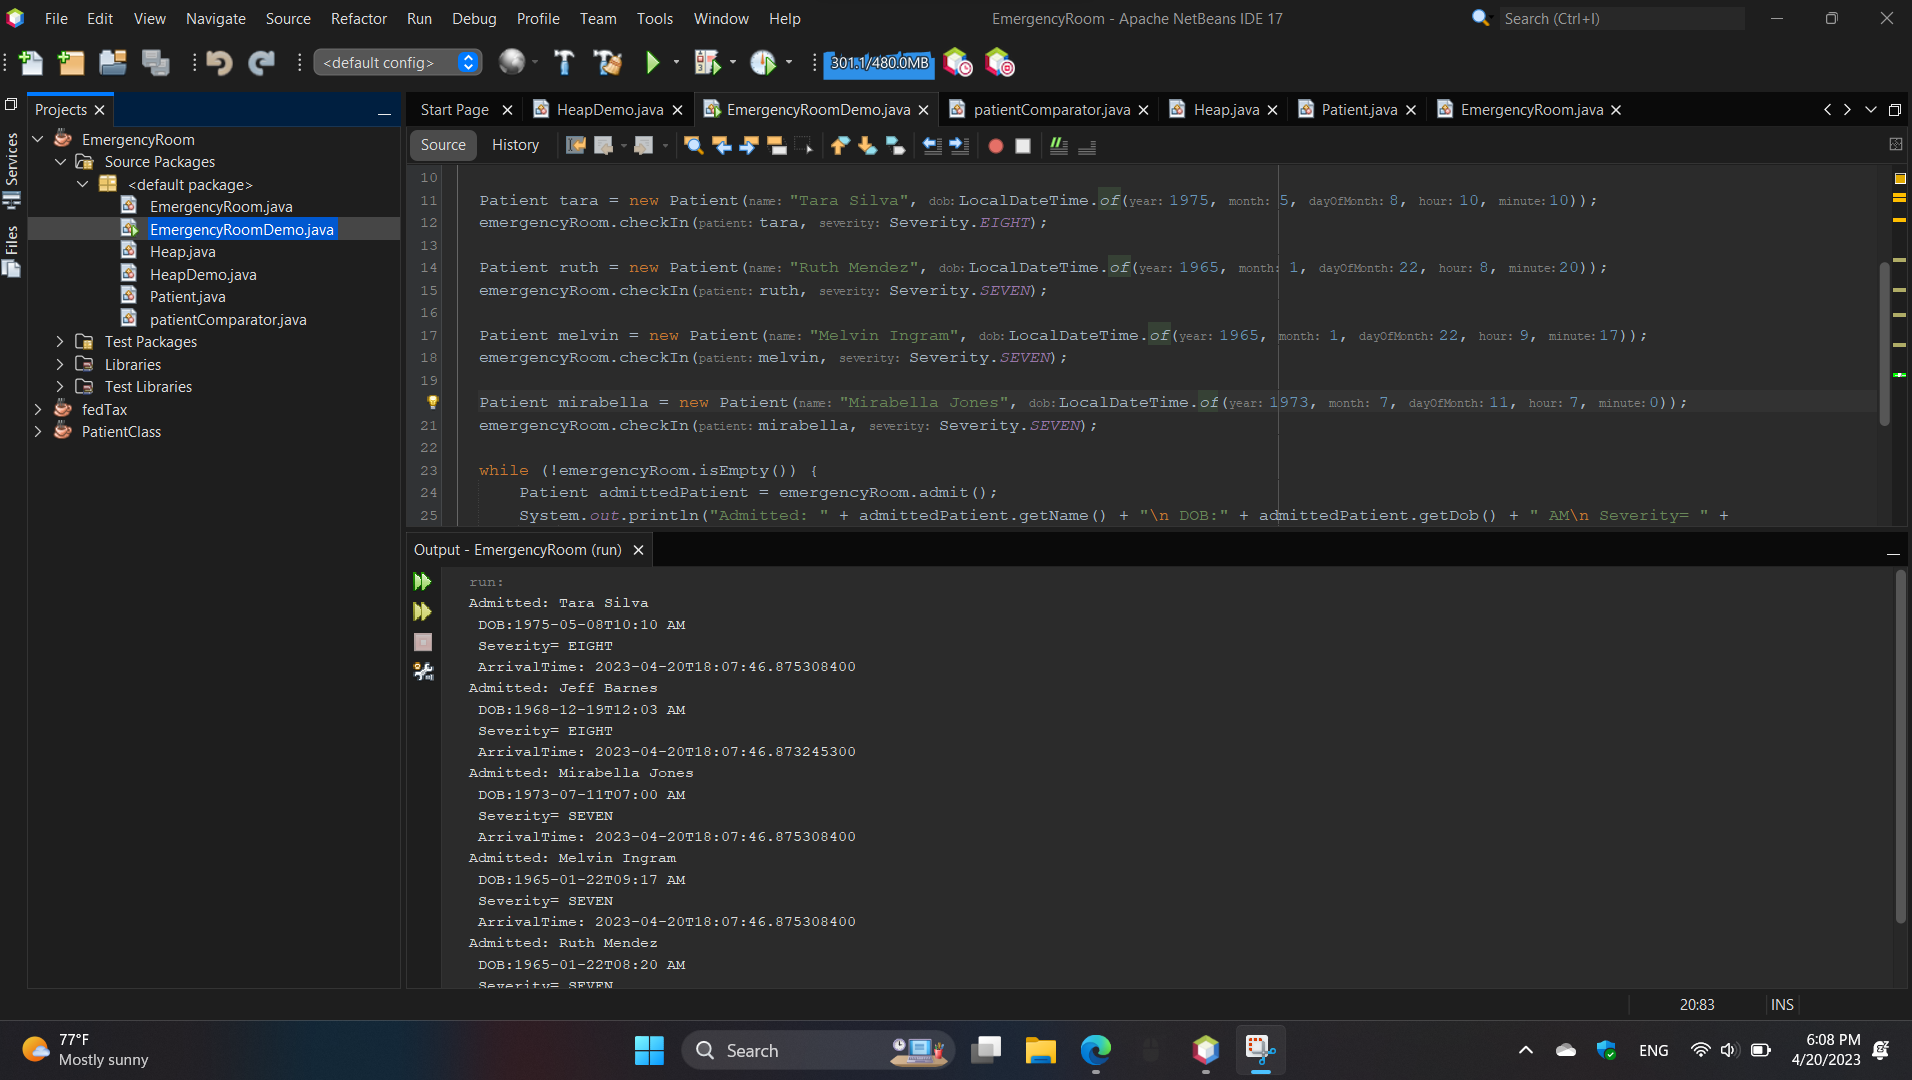 File Edit View Navigate Source Refactor Run Debug Profile Team Tools Window Help
EmergencyRoom - Apache NetBeans IDE 17
Search (Ctrl+I)
<default config>
301.1/480.0MB
Services
Files
Projects
EmergencyRoom
Source Packages
<default package>
EmergencyRoom.java
EmergencyRoomDemo.java
Heap.java
HeapDemo.java
Patient.java
patientComparator.java
Test Packages
Libraries
Test Libraries
fedTax
PatientClass
Start Page HeapDemo.java EmergencyRoomDemo.java patientComparator.java Heap.java Patient.java EmergencyRoom.java
Source History
10
11 Patient tara = new Patient(name: "Tara Silva", dob: LocalDateTime.of(year: 1975, month: 5, dayOfMonth: 8, hour: 10, minute: 10));
12 emergencyRoom.checkIn(patient: tara, severity: Severity.EIGHT);
13
14 Patient ruth = new Patient(name: "Ruth Mendez", dob: LocalDateTime.of(year: 1965, month: 1, dayOfMonth: 22, hour: 8, minute: 20));
15 emergencyRoom.checkIn(patient: ruth, severity: Severity.SEVEN);
16
17 Patient melvin = new Patient(name: "Melvin Ingram", dob: LocalDateTime.of(year: 1965, month: 1, dayOfMonth: 22, hour: 9, minute: 17));
18 emergencyRoom.checkIn(patient: melvin, severity: Severity.SEVEN);
19
Patient mirabella = new Patient(name: "Mirabella Jones", dob: LocalDateTime.of(year: 1973, month: 7, dayOfMonth: 11, hour: 7, minute: 0));
21 emergencyRoom.checkIn(patient: mirabella, severity: Severity.SEVEN);
22
23 while (!emergencyRoom.isEmpty()) {
24 Patient admittedPatient = emergencyRoom.admit();
25 System.out.println("Admitted: " + admittedPatient.getName() + "\n DOB:" + admittedPatient.getDob() + " AM\n Severity= " +
Output - EmergencyRoom (run)
run:
Admitted: Tara Silva
DOB:1975-05-08T10:10 AM
Severity= EIGHT
ArrivalTime: 2023-04-20T18:07:46.875308400
Admitted: Jeff Barnes
DOB:1968-12-19T12:03 AM
Severity= EIGHT
ArrivalTime: 2023-04-20T18:07:46.873245300
Admitted: Mirabella Jones
DOB:1973-07-11T07:00 AM
Severity= SEVEN
ArrivalTime: 2023-04-20T18:07:46.875308400
Admitted: Melvin Ingram
DOB:1965-01-22T09:17 AM
Severity= SEVEN
ArrivalTime: 2023-04-20T18:07:46.875308400
Admitted: Ruth Mendez
DOB:1965-01-22T08:20 AM
Severity= SEVEN
20:83 INS
77°F
Mostly sunny
Search
ENG
6:08 PM
4/20/2023